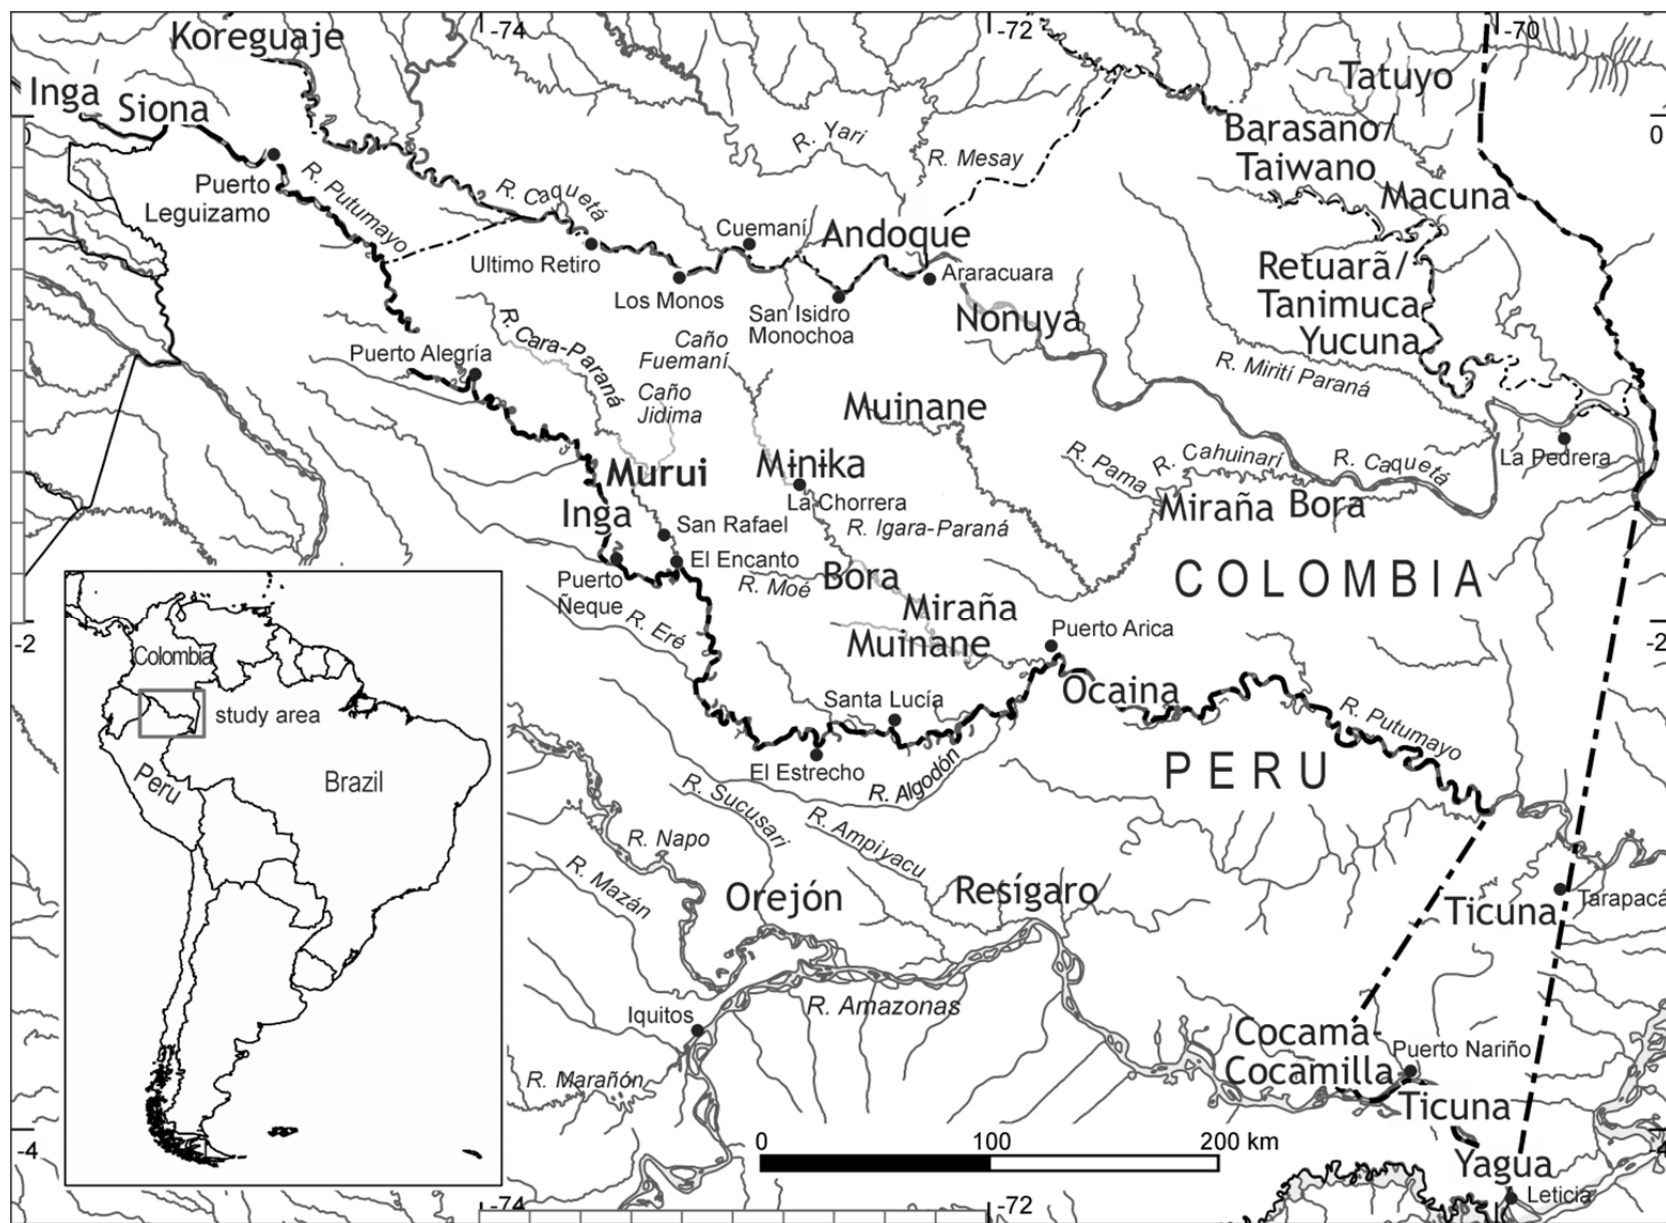 -74
-72
-70
Koreguaje
Inga
Siona
Tatuyo
Barasano/
Taiwano
0
R. Yari
R. Mesay
Macuna
Puerto
Leguizamo
R. Putumayo
R. Caquetá
Cuemaní
Andoque
Ultimo Retiro
Araracuara
Los Monos
San Isidro
Monochoa
Nonuya
Retuarã/
Tanimuca
Yucuna
R. Cara-Paraná
Caño
Fuemaní
Puerto Alegría
Caño
Jidima
Muinane
R. Mirití Paraná
Murui
Mɨnɨka
La Chorrera
R. Pama
R. Cahuinarí
R. Caquetá
La Pedrera
Miraña
Bora
Inga
San Rafael
R. Igara-Paraná
El Encanto
Puerto
Ñeque
R. Moé
Bora
COLOMBIA
Miraña
Muinane
R. Eré
Puerto Arica
-2
-2
Colombia
study area
Peru
Brazil
Santa Lucía
Ocaina
R. Putumayo
El Estrecho
R. Algodón
PERU
R. Sucusari
R. Ampiyacu
R. Napo
R. Mazán
Orejón
Resígaro
Ticuna
Tarapacá
Iquitos
R. Amazonas
R. Marañón
Cocama-
Cocamilla
Puerto Nariño
Ticuna
0
100
200 km
-4
Yagua
Leticia
-74
-72